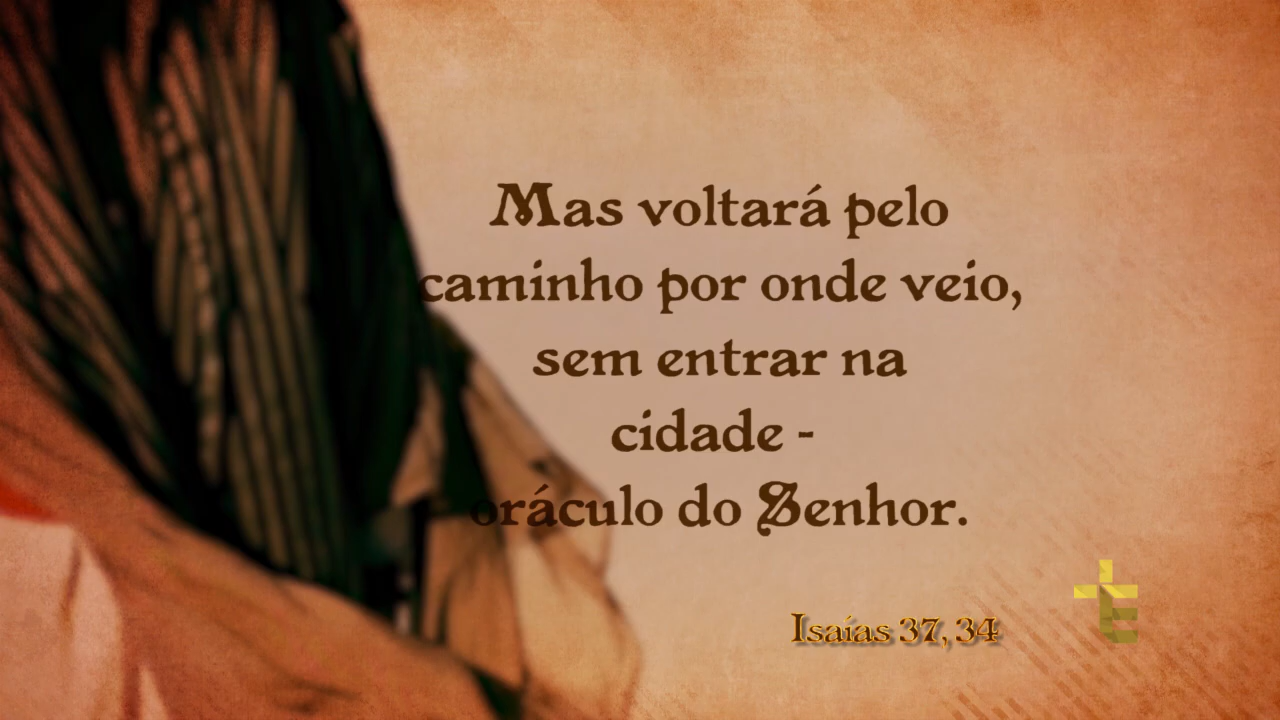 Mas voltará pelo
caminho por onde veio,
sem entrar na
cidade -
oráculo do Senhor.
Isaías 37, 34